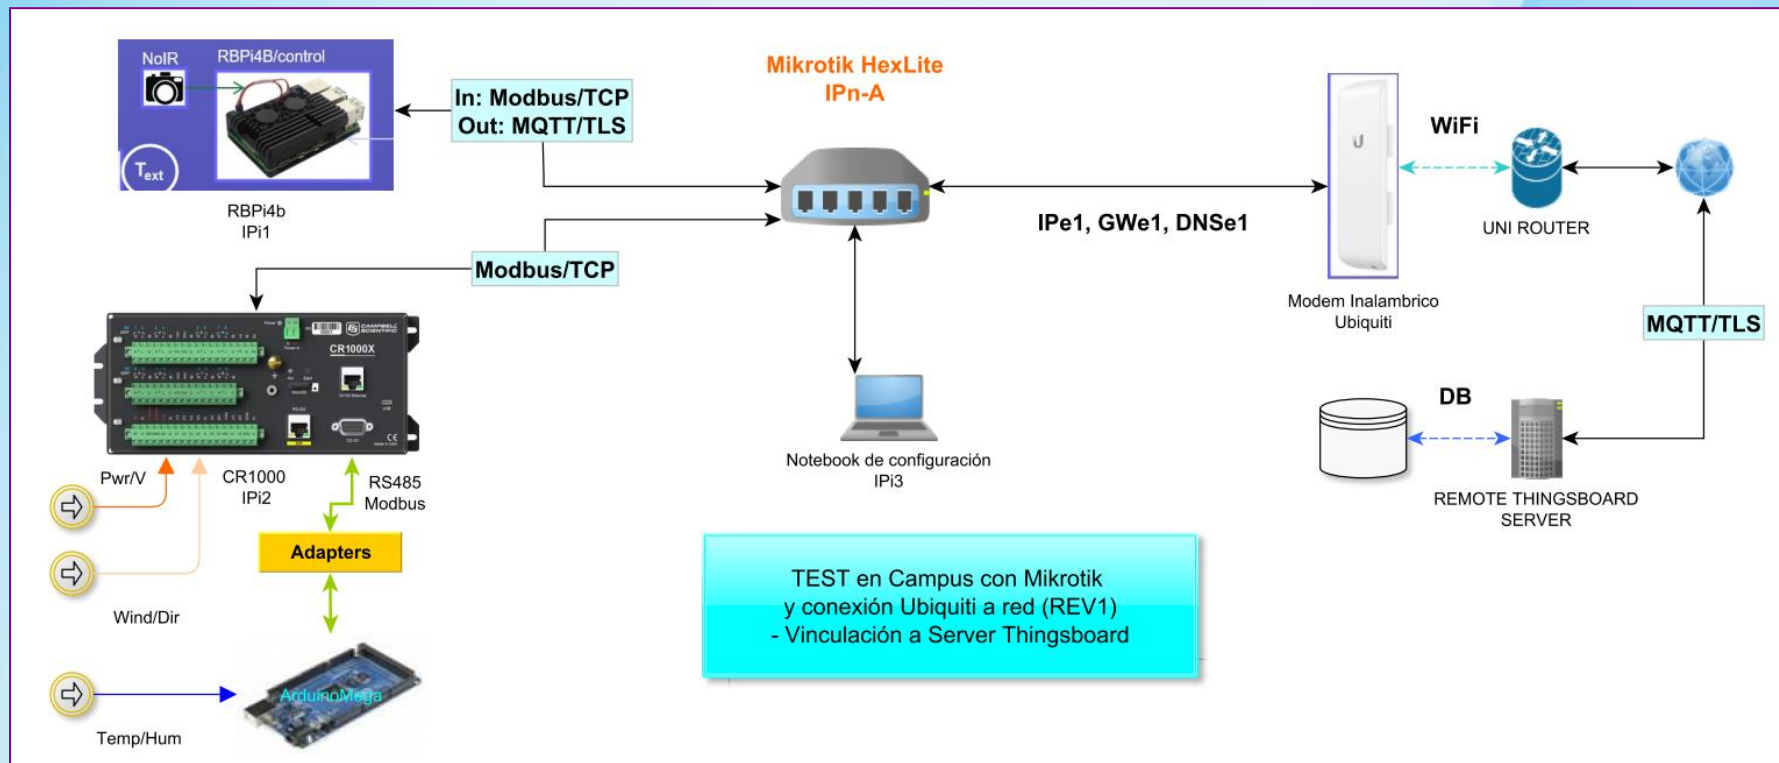 NoIR
RBPi4B/control
Text
RBPi4b
IPi1
In: Modbus/TCP
Out: MQTT/TLS
Modbus/TCP
Mikrotik HexLite
IPn-A
IPe1, GWe1, DNSe1
WiFi
UNI ROUTER
Modem Inalambrico
Ubiquiti
MQTT/TLS
DB
REMOTE THINGSBOARD
SERVER
Notebook de configuración
IPi3
CAMPBELL
SCIENTIFIC
CR1000X
Pwr/V
CR1000
IPi2
RS485
Modbus
Adapters
Wind/Dir
ArduinoMega
Temp/Hum
TEST en Campus con Mikrotik
y conexión Ubiquiti a red (REV1)
- Vinculación a Server Thingsboard